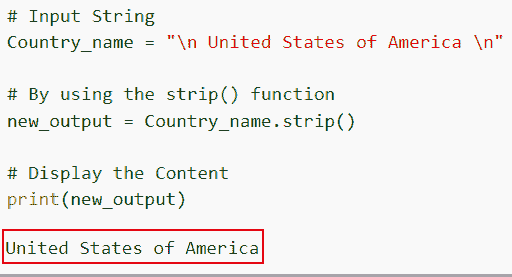 # Input String
Country_name = "\n United States of America \n"
# By using the strip() function
new_output = Country_name.strip()
# Display the Content
print(new_output)
United States of America